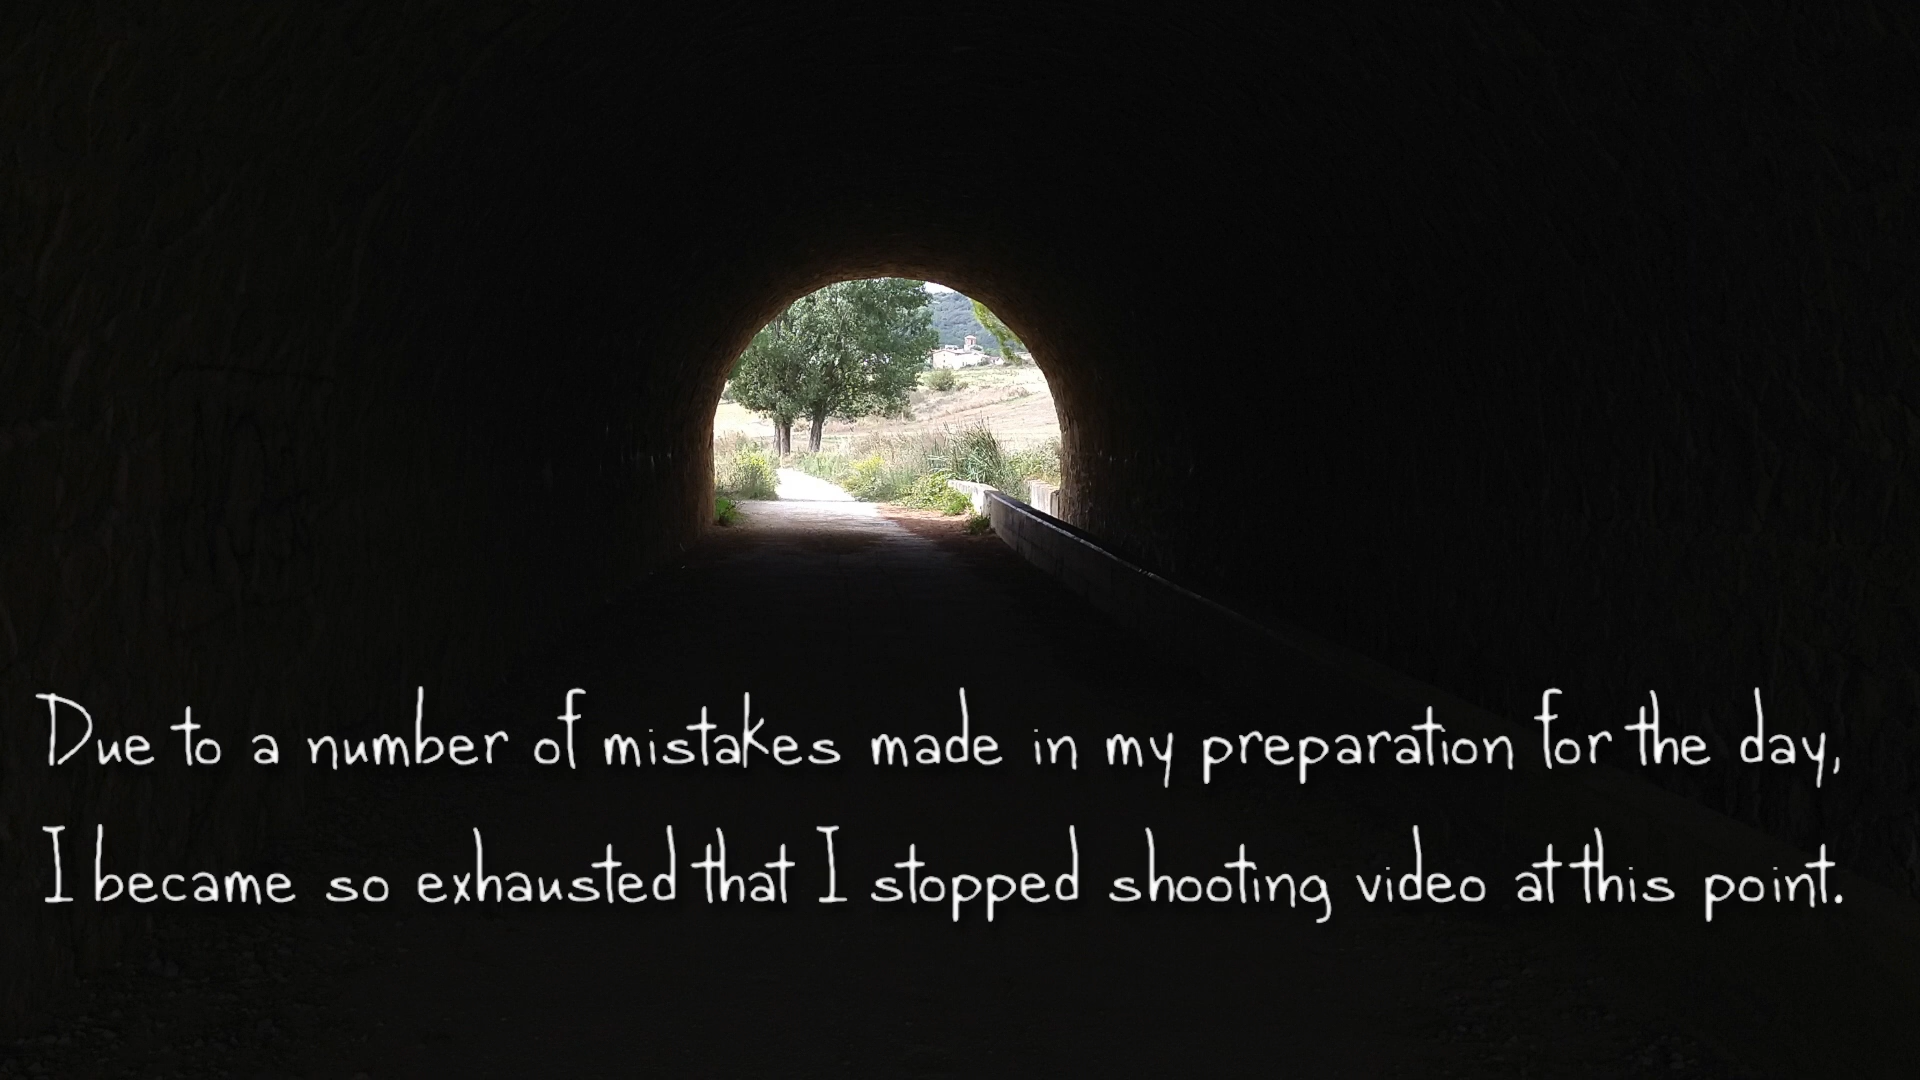 Due to a number of mistakes made in my preparation for the day,
I became so exhausted that I stopped shooting video at this point.